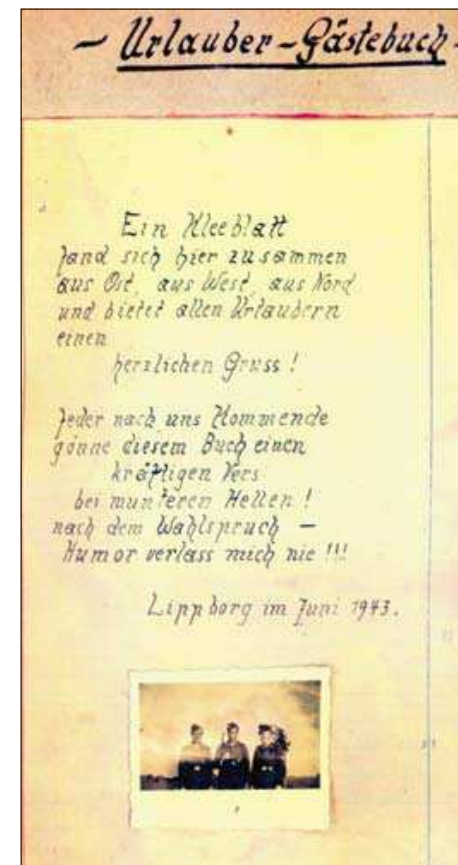 – Urlauber-Gästebuch –
Ein Kleeblatt
fand sich hier zusammen
aus Ost, aus West, aus Nord
und bietet allen Urlaubern
einen
herzlichen Gruss !
Jeder nach uns Kommende
gönne diesem Buch einen
kräftigen Vers
bei munteren Hellen !
nach dem Wahlspruch –
Humor verlass mich nie !!!
Lippborg im Juni 1943.